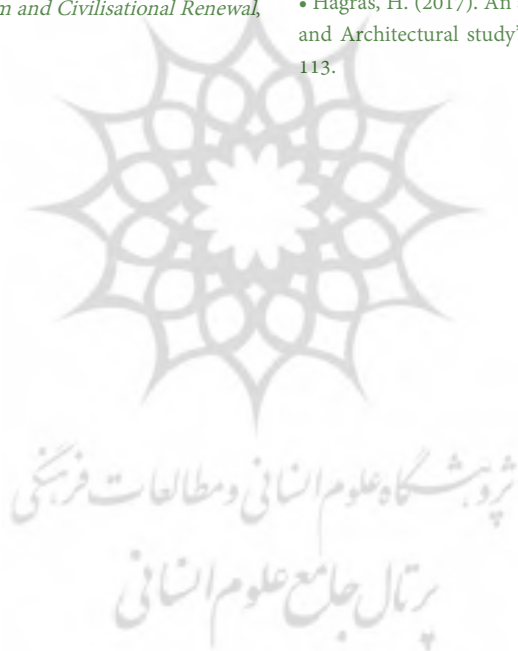 m and Civilisational Renewal,
• Hagras, H. (2017). An
and Architectural study’
113.
پژوهشگاه علوم انسانی و مطالعات فرهنگی
پرتال جامع علوم انسانی